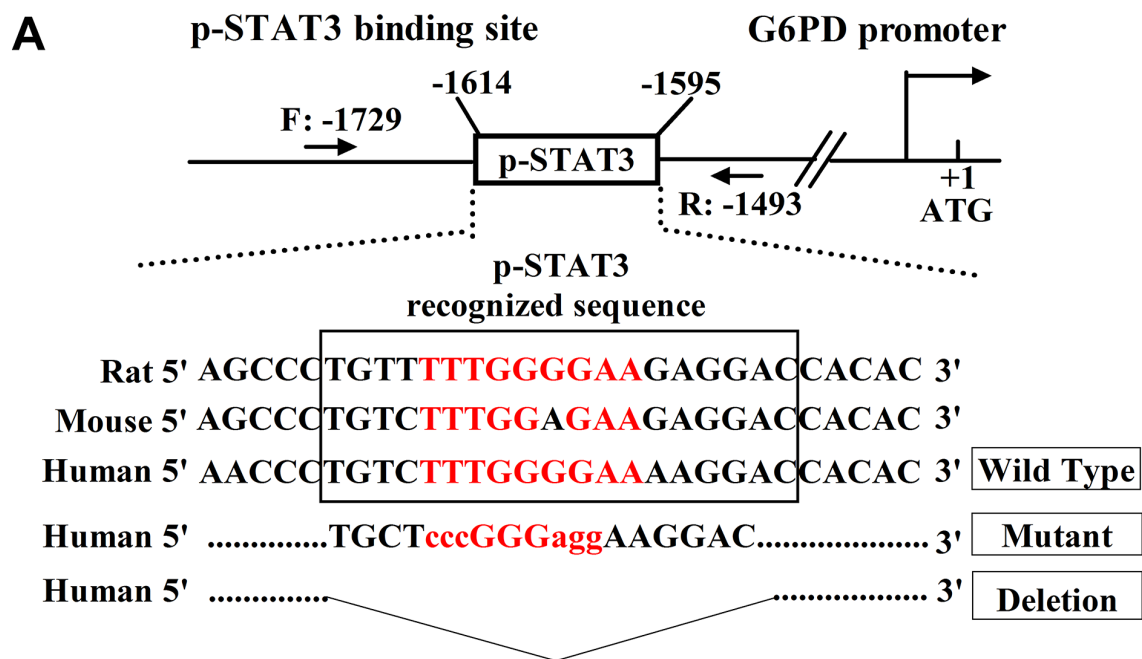 A
p-STAT3 binding site
G6PD promoter
-1614
-1595
F: -1729
p-STAT3
R: -1493
+1
ATG
p-STAT3
recognized sequence
Rat 5' AGCCCTGTTTTTGGGGAAGAGGACCACAC 3'
Mouse 5' AGCCCTGTCTTTGGAGAAGAGGACCACAC 3'
Human 5' AACCCTGTCTTTGGGGAAAAGGACCACAC 3' Wild Type
Human 5' ..............TGCTcccGGGaggAAGGAC.................. 3' Mutant
Human 5' .............. ................ 3' Deletion